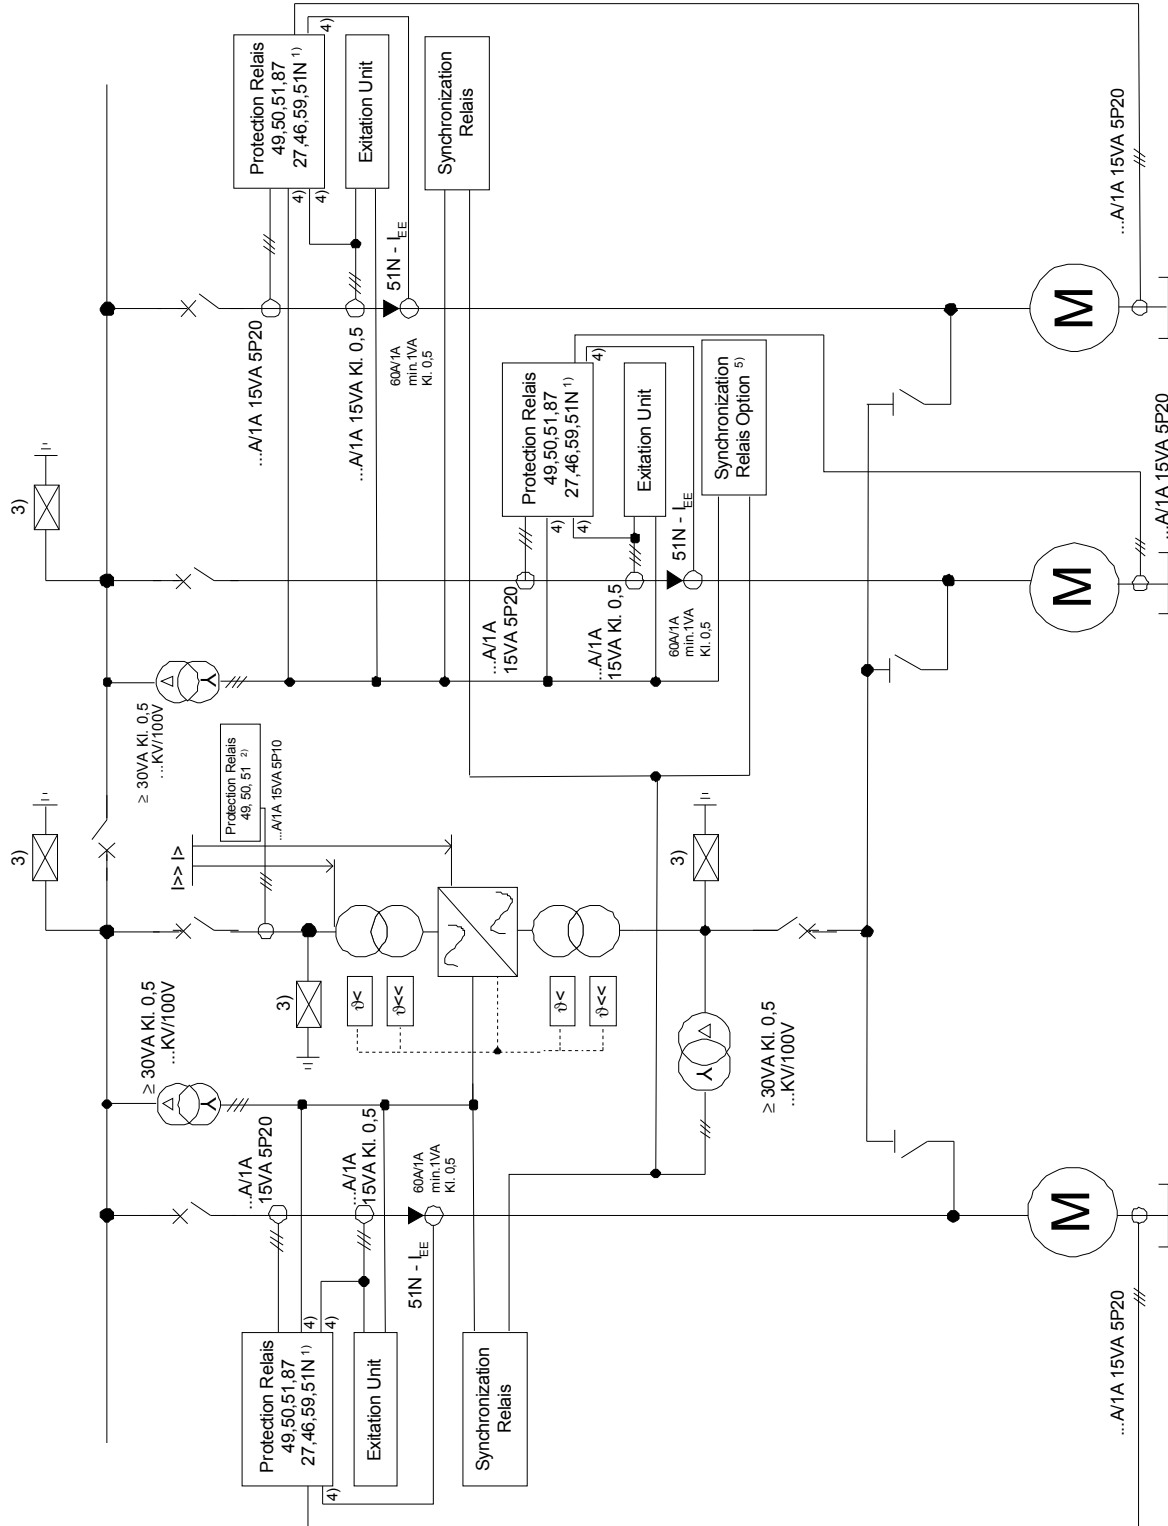 Protection Relais
49,50,51,87
27,46,59,51N 1)
4)
4)
4)
Exitation Unit
Synchronization
Relais
...A/1A 15VA 5P20
...A/1A 15VA Kl. 0,5
51N - IEE
60A/1A
min.1VA
Kl. 0,5
M
...A/1A 15VA 5P20
3)
Protection Relais
49,50,51,87
27,46,59,51N 1)
4)
4)
4)
Exitation Unit
Synchronization
Relais Option 5)
...A/1A
15VA 5P20
...A/1A
15VA Kl. 0,5
51N - IEE
60A/1A
min.1VA
Kl. 0,5
M
...A/1A 15VA 5P20
Δ
Y
≥ 30VA Kl. 0,5
...KV/100V
3)
Protection Relais
49, 50, 51 2)
...A/1A 15VA 5P10
I>> I>
3)
ϑ<
ϑ<<
ϑ<
ϑ<<
3)
Δ
Y
≥ 30VA Kl. 0,5
...KV/100V
≥ 30VA Kl. 0,5
...KV/100V
Δ
Y
...A/1A
15VA 5P20
...A/1A
15VA Kl. 0,5
60A/1A
min.1VA
Kl. 0,5
51N - IEE
Protection Relais
49,50,51,87
27,46,59,51N 1)
4)
4)
4)
Exitation Unit
Synchronization
Relais
M
...A/1A 15VA 5P20